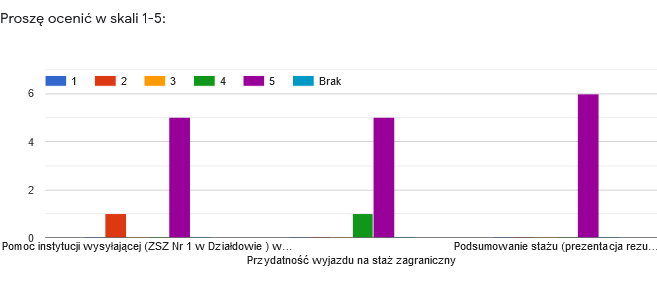 Proszę ocenić w skali 1-5:
1 2 3 4 5 Brak
6
4
2
0
Pomoc instytucji wysyłającej (ZSZ Nr 1 w Działdowie ) w…
Podsumowanie stażu (prezentacja rezu…
Przydatność wyjazdu na staż zagraniczny